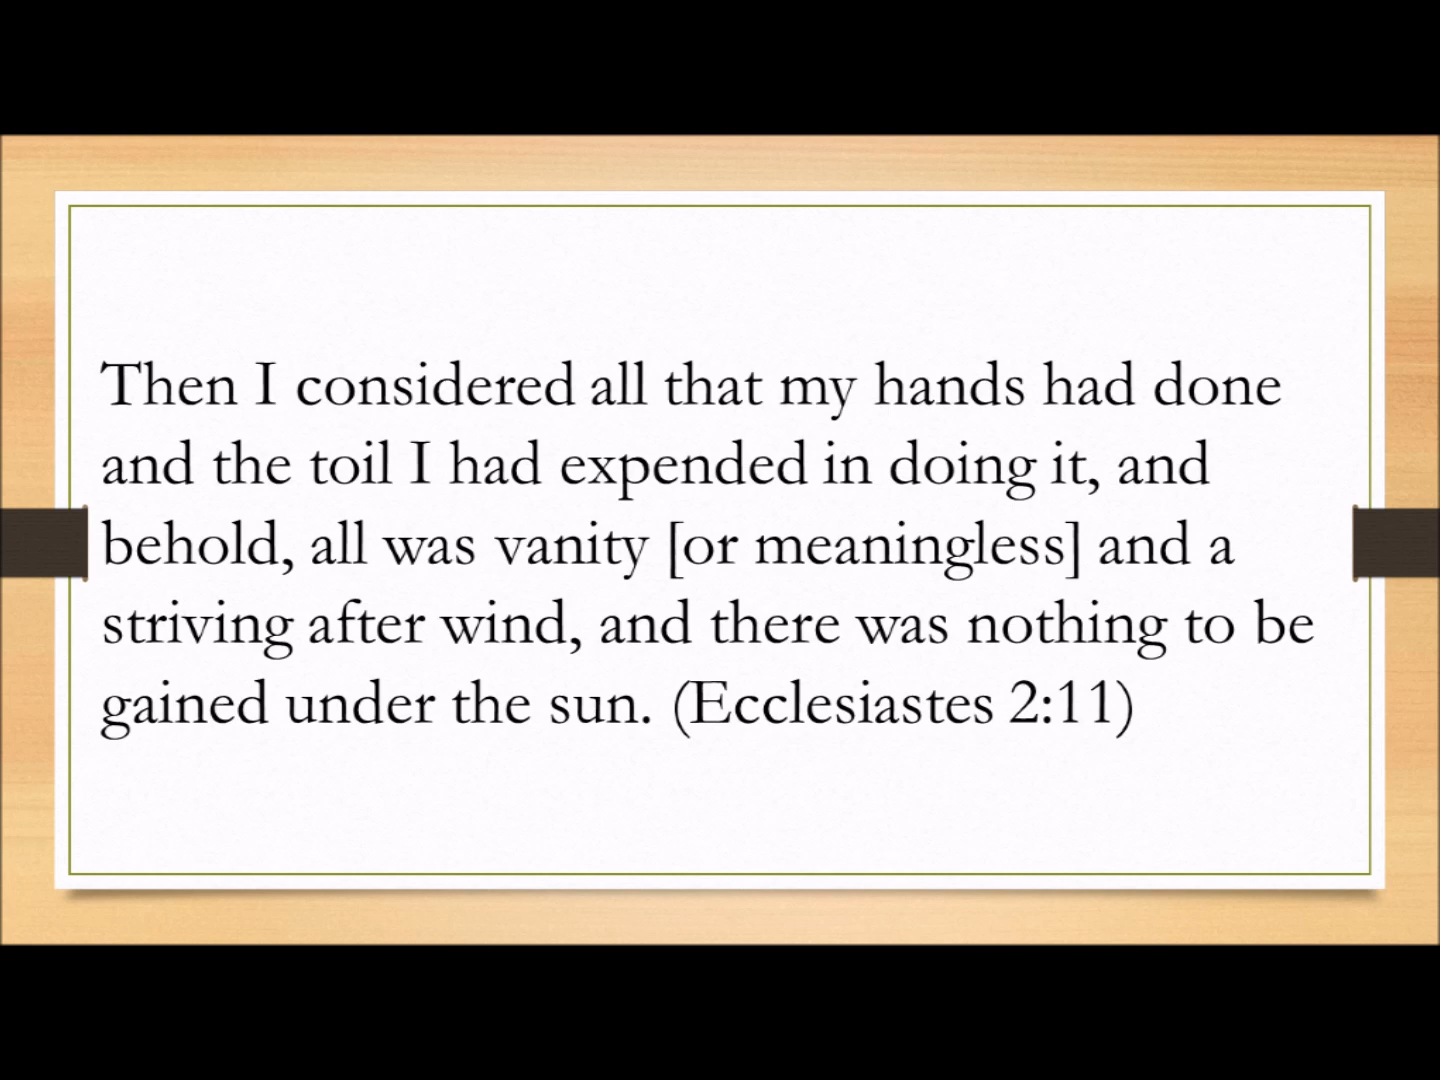 Then I considered all that my hands had done
and the toil I had expended in doing it, and
behold, all was vanity [or meaningless] and a
striving after wind, and there was nothing to be
gained under the sun. (Ecclesiastes 2:11)